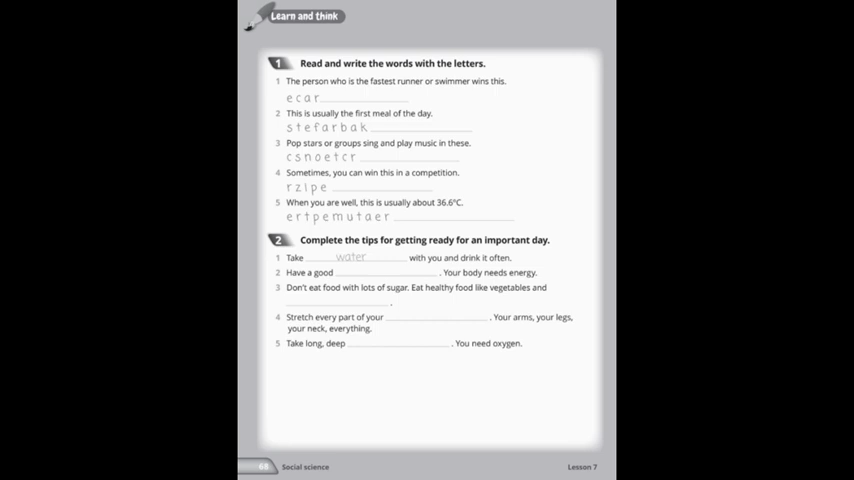 Learn and think
1 Read and write the words with the letters.
1 The person who is the fastest runner or swimmer wins this.
e c a r
2 This is usually the first meal of the day.
s t e f a r b a k
3 Pop stars or groups sing and play music in these.
c s n o e t c r
4 Sometimes, you can win this in a competition.
r z i p e
5 When you are well, this is usually about 36.6°C.
e r t p e m u t a e r
2 Complete the tips for getting ready for an important day.
1 Take water with you and drink it often.
2 Have a good . Your body needs energy.
3 Don't eat food with lots of sugar. Eat healthy food like vegetables and
.
4 Stretch every part of your . Your arms, your legs,
your neck, everything.
5 Take long, deep . You need oxygen.
68 Social science Lesson 7